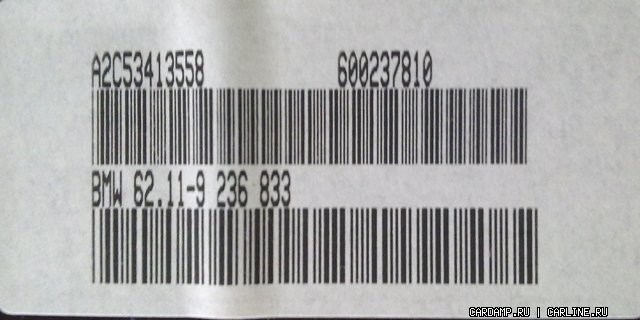 A2C53413558 600237810
BMW 62.11-9 236 833
CARDAMP.RU | CARLINE.RU